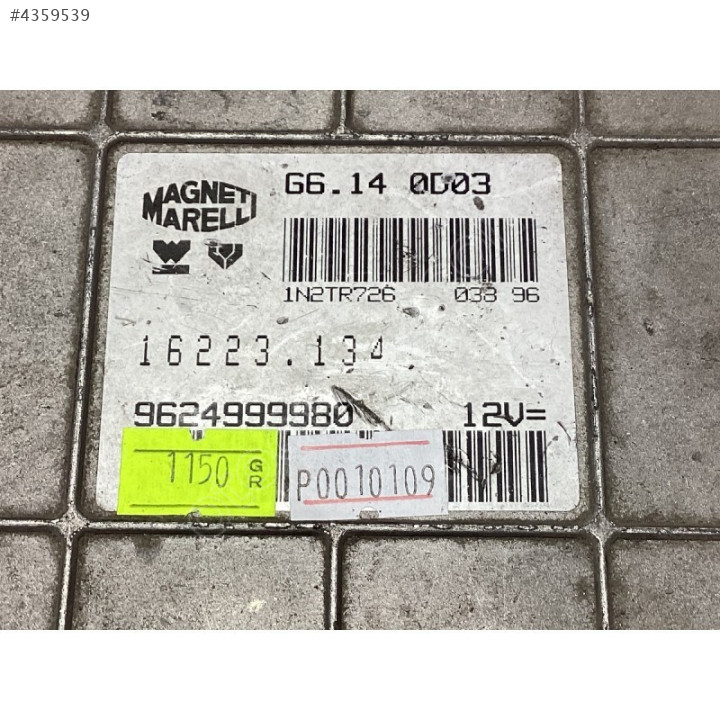 #4359539
MAGNETI
MARELLI
G6.14 0D03
1N2TR726 033 96
16223.134
9624999980 12V=
1150 GR
P0010109